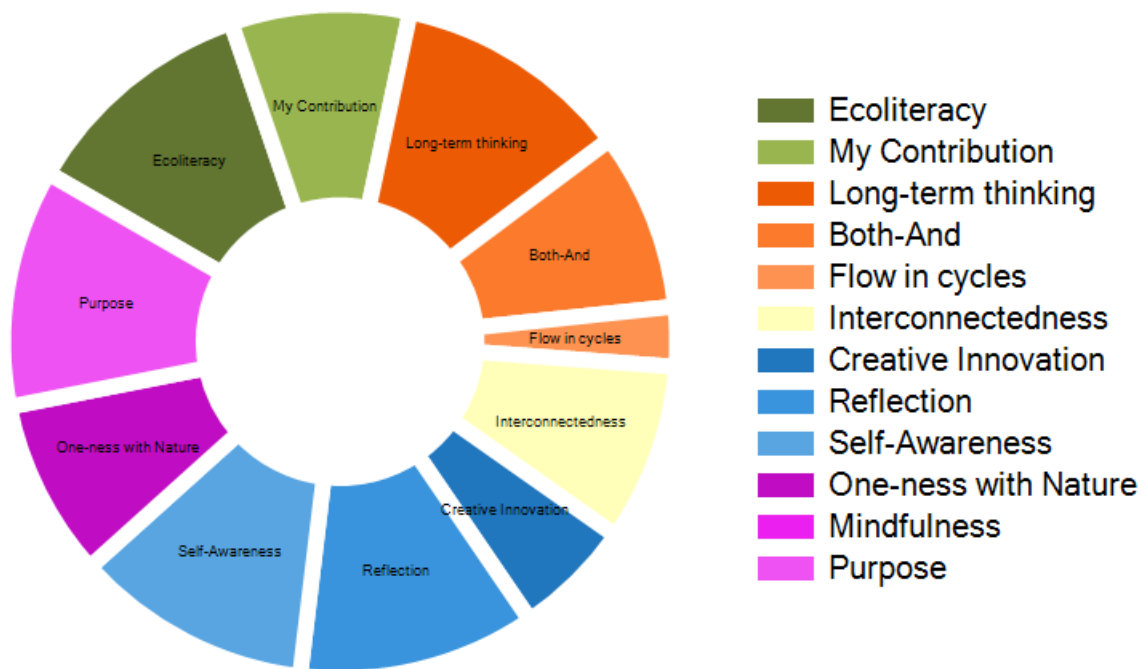 My Contribution
Long-term thinking
Ecoliteracy
Both-And
Purpose
Flow in cycles
Interconnectedness
One-ness with Nature
Creative Innovation
Self-Awareness
Reflection
Ecoliteracy
My Contribution
Long-term thinking
Both-And
Flow in cycles
Interconnectedness
Creative Innovation
Reflection
Self-Awareness
One-ness with Nature
Mindfulness
Purpose